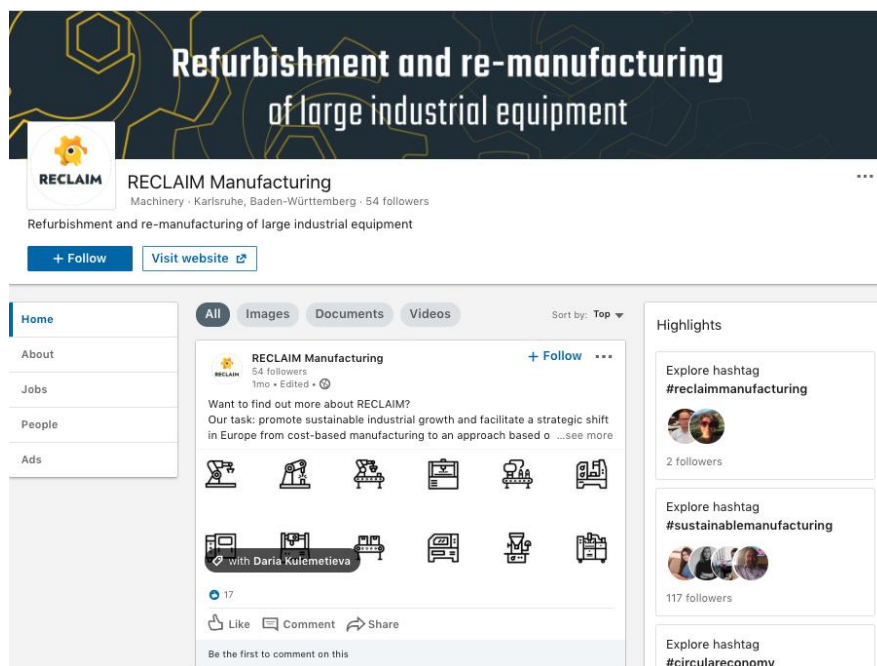 Refurbishment and re-manufacturing
of large industrial equipment
RECLAIM
RECLAIM Manufacturing
Machinery · Karlsruhe, Baden-Württemberg · 54 followers
Refurbishment and re-manufacturing of large industrial equipment
+ Follow
Visit website
Home
About
Jobs
People
Ads
All
Images
Documents
Videos
Sort by: Top
RECLAIM
RECLAIM Manufacturing
54 followers
1mo • Edited •
+ Follow
Want to find out more about RECLAIM?
Our task: promote sustainable industrial growth and facilitate a strategic shift
in Europe from cost-based manufacturing to an approach based o ...see more
with Daria Kulemetieva
17
Like
Comment
Share
Be the first to comment on this
Highlights
Explore hashtag
#reclaimmanufacturing
2 followers
Explore hashtag
#sustainablemanufacturing
117 followers
Explore hashtag
#circulareconomy